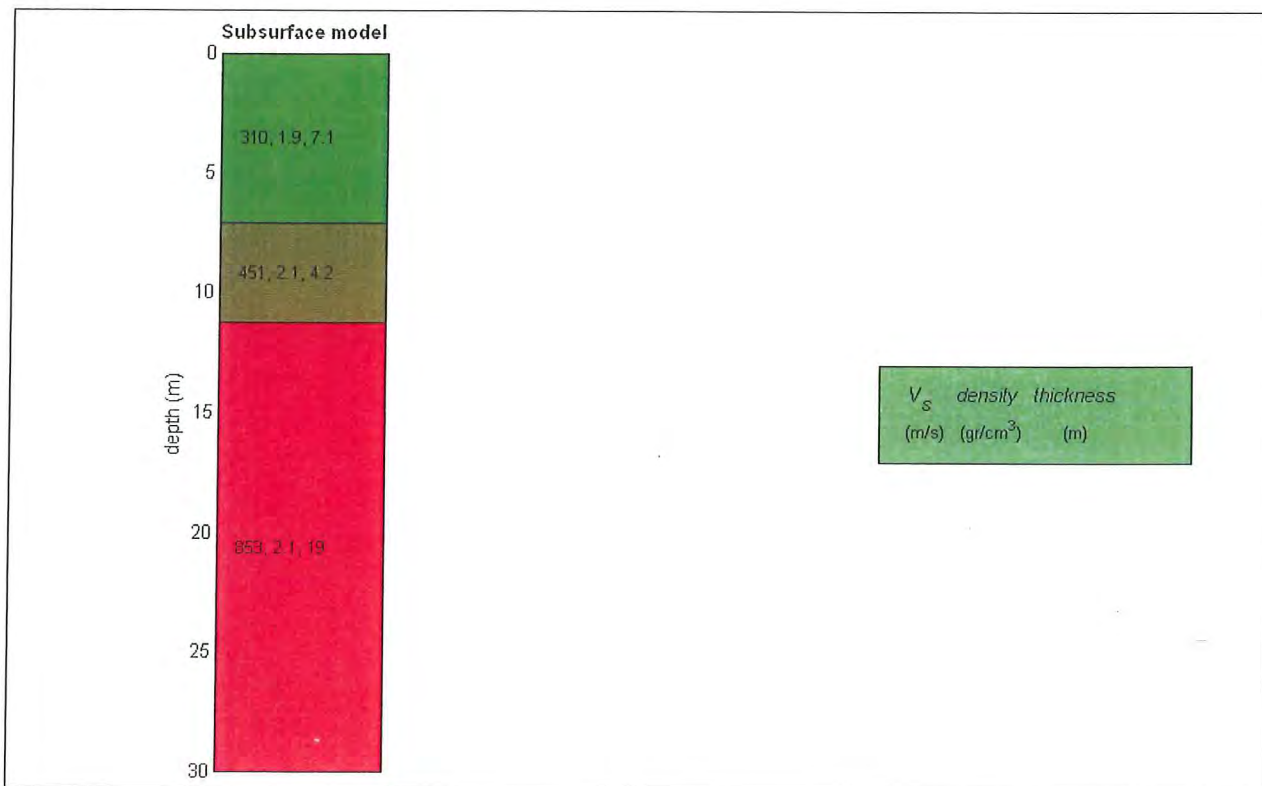 Subsurface model
0
310, 1.9, 7.1
5
451, 2.1, 4.2
10
depth (m)
15
20
853, 2.1, 19
25
30
V_S density thickness
(m/s) (gr/cm³) (m)